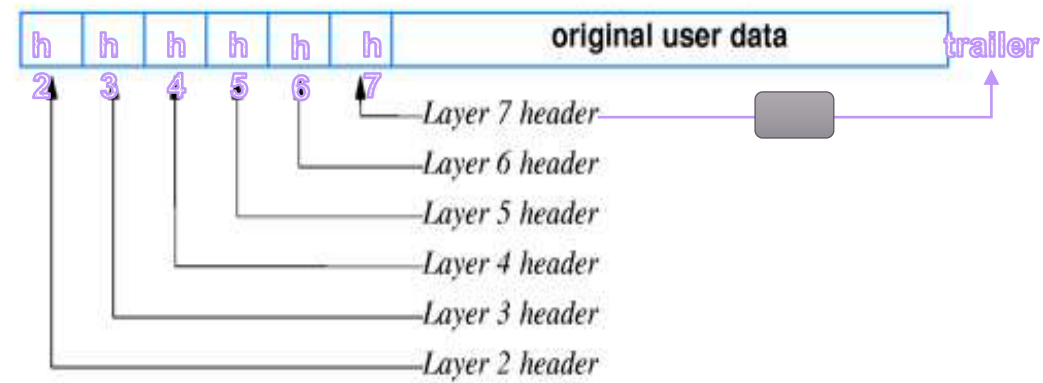 h h h h h h original user data trailer
2 3 4 5 6 7
Layer 7 header
Layer 6 header
Layer 5 header
Layer 4 header
Layer 3 header
Layer 2 header